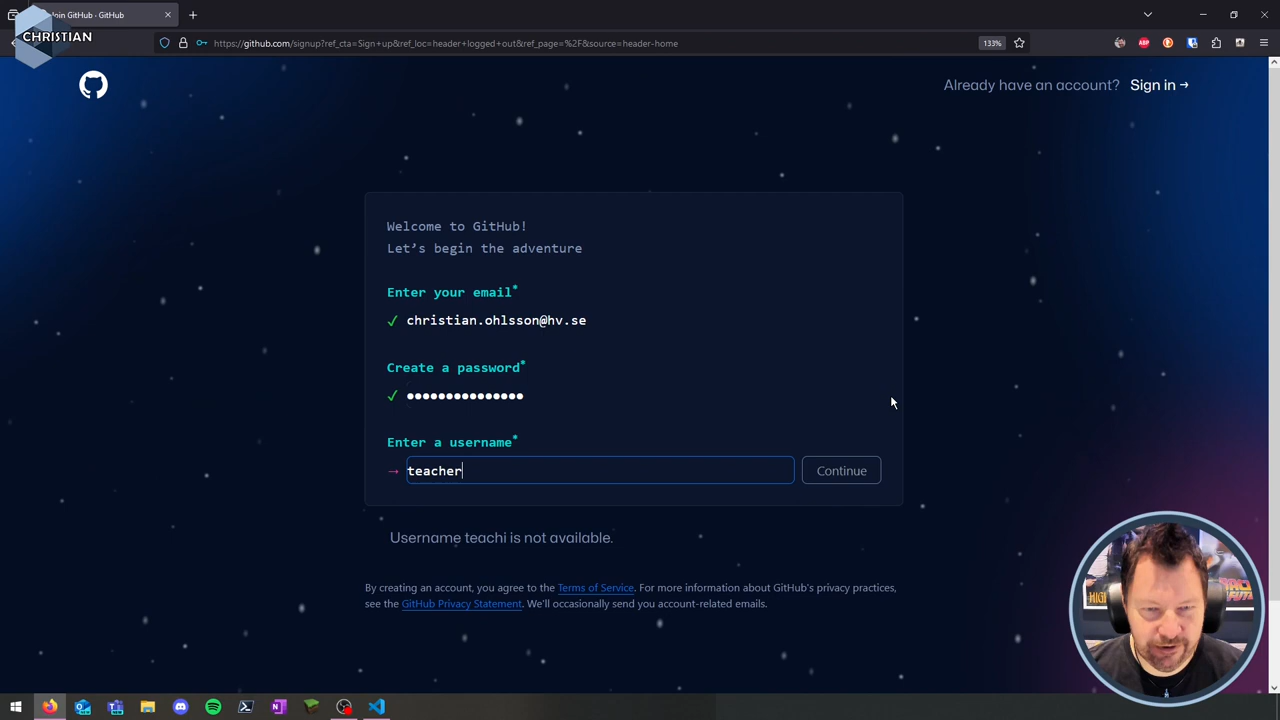 Join GitHub · GitHub
CHRISTIAN
https://github.com/signup?ref_cta=Sign+up&ref_loc=header+logged+out&ref_page=%2F&source=header-home
133%
Already have an account? Sign in →
Welcome to GitHub!
Let's begin the adventure
Enter your email*
✓ christian.ohlsson@hv.se
Create a password*
✓ ●●●●●●●●●●●●●●●
Enter a username*
→ teacher
Continue
Username teachi is not available.
By creating an account, you agree to the Terms of Service. For more information about GitHub's privacy practices,
see the GitHub Privacy Statement. We'll occasionally send you account-related emails.